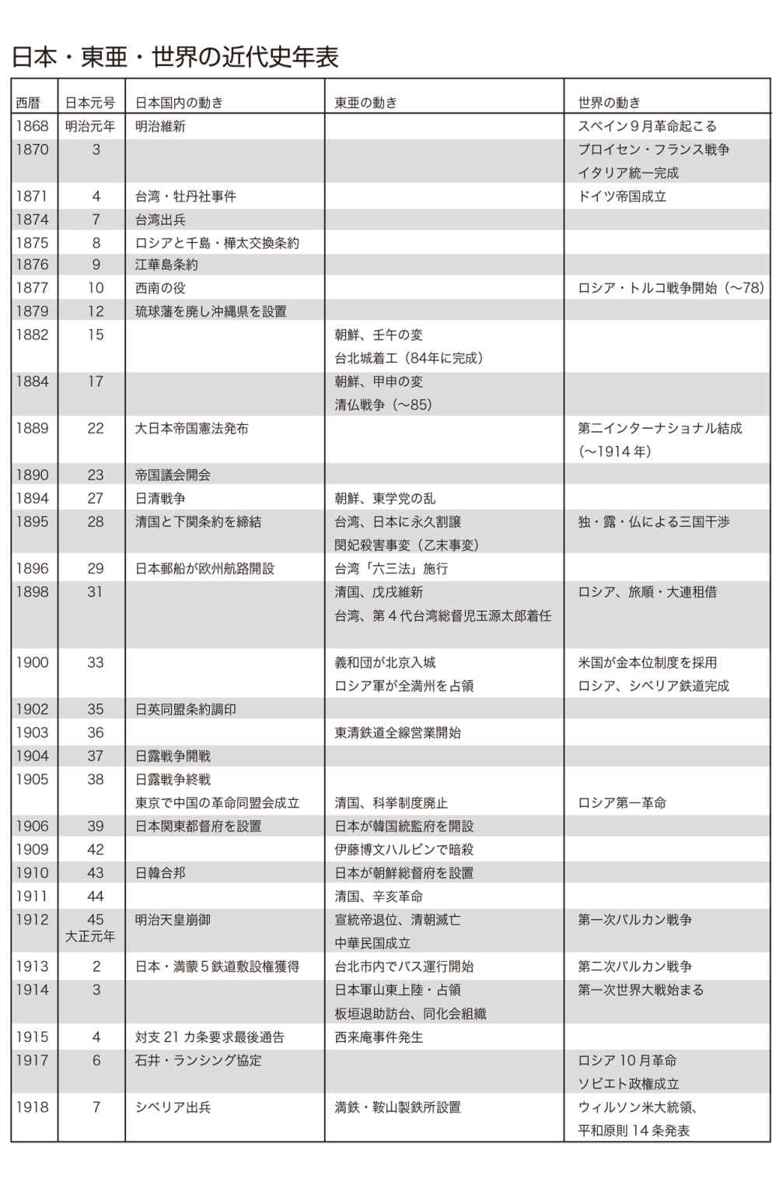 日本・東亜・世界の近代史年表
西暦 日本元号 日本国内の動き 東亜の動き 世界の動き
1868 明治元年 明治維新 スペイン９月革命起こる
1870 3 プロイセン・フランス戦争
イタリア統一完成
1871 4 台湾・牡丹社事件 ドイツ帝国成立
1874 7 台湾出兵
1875 8 ロシアと千島・樺太交換条約
1876 9 江華島条約
1877 10 西南の役 ロシア・トルコ戦争開始（〜78）
1879 12 琉球藩を廃し沖縄県を設置
1882 15 朝鮮、壬午の変
台北城着工（84年に完成）
1884 17 朝鮮、甲申の変
清仏戦争（〜85）
1889 22 大日本帝国憲法発布 第二インターナショナル結成
（〜1914 年）
1890 23 帝国議会開会
1894 27 日清戦争 朝鮮、東学党の乱
1895 28 清国と下関条約を締結 台湾、日本に永久割譲 独・露・仏による三国干渉
閔妃殺害事変（乙末事変）
1896 29 日本郵船が欧州航路開設 台湾「六三法」施行
1898 31 清国、戊戌維新 ロシア、旅順・大連租借
台湾、第４代台湾総督児玉源太郎着任
1900 33 義和団が北京入城 米国が金本位制度を採用
ロシア軍が全満州を占領 ロシア、シベリア鉄道完成
1902 35 日英同盟条約調印
1903 36 東清鉄道全線営業開始
1904 37 日露戦争開戦
1905 38 日露戦争終戦
東京で中国の革命同盟会成立 清国、科挙制度廃止 ロシア第一革命
1906 39 日本関東都督府を設置 日本が韓国統監府を開設
1909 42 伊藤博文ハルビンで暗殺
1910 43 日韓合邦 日本が朝鮮総督府を設置
1911 44 清国、辛亥革命
1912 45 明治天皇崩御 宣統帝退位、清朝滅亡 第一次バルカン戦争
大正元年 中華民国成立
1913 2 日本・満蒙５鉄道敷設権獲得 台北市内でバス運行開始 第二次バルカン戦争
1914 3 日本軍山東上陸・占領 第一次世界大戦始まる
板垣退助訪台、同化会組織
1915 4 対支 21 カ条要求最後通告 西来庵事件発生
1917 6 石井・ランシング協定 ロシア 10 月革命
ソビエト政権成立
1918 7 シベリア出兵 満鉄・鞍山製鉄所設置 ウィルソン米大統領、
平和原則 14 条発表